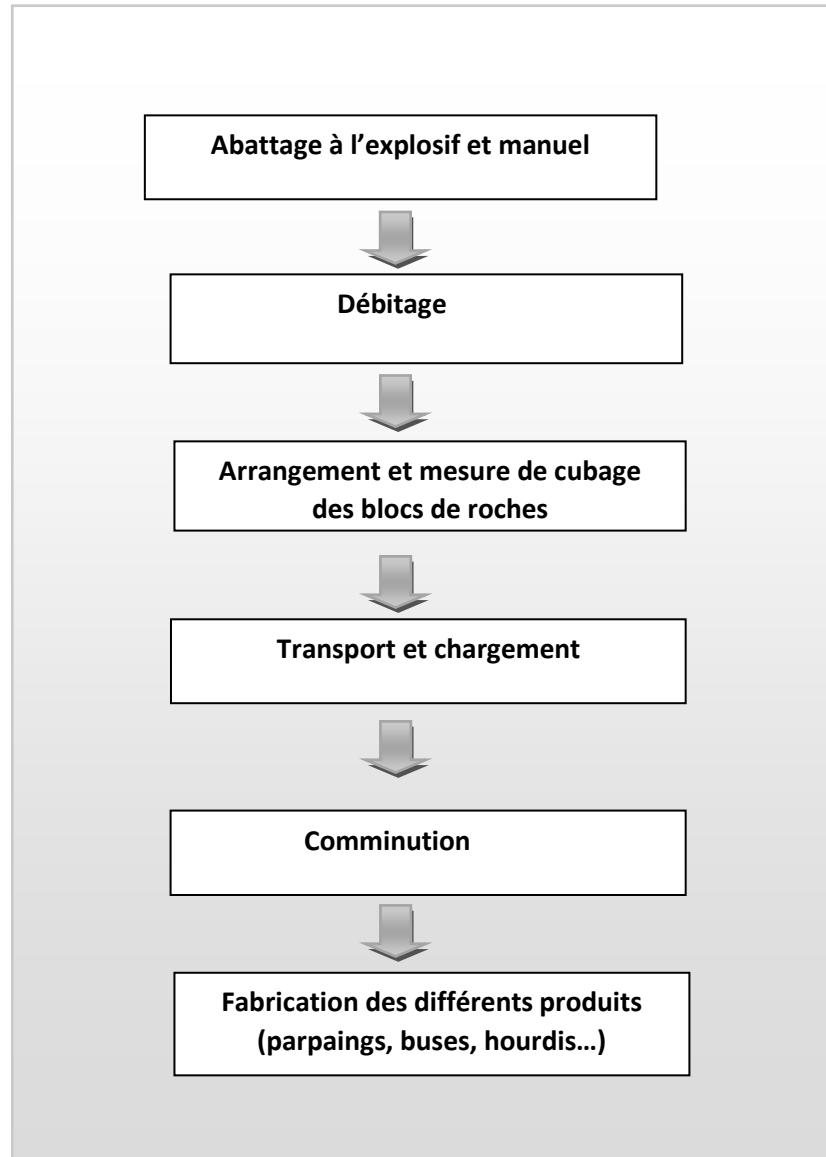 Abattage à l’explosif et manuel
Débitage
Arrangement et mesure de cubage
des blocs de roches
Transport et chargement
Comminution
Fabrication des différents produits
(parpaings, buses, hourdis…)